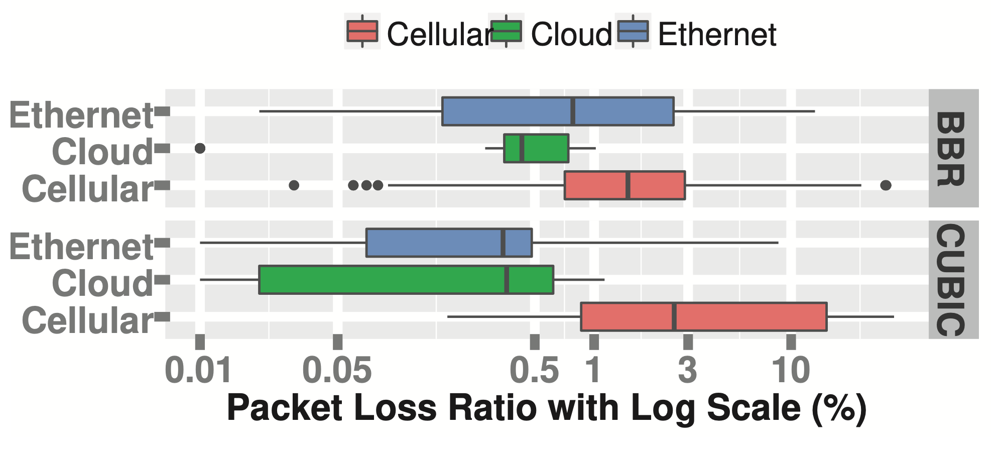 Cellular Cloud Ethernet
Ethernet
Cloud
Cellular
BBR
Ethernet
Cloud
Cellular
CUBIC
0.01 0.05 0.5 1 3 10
Packet Loss Ratio with Log Scale (%)